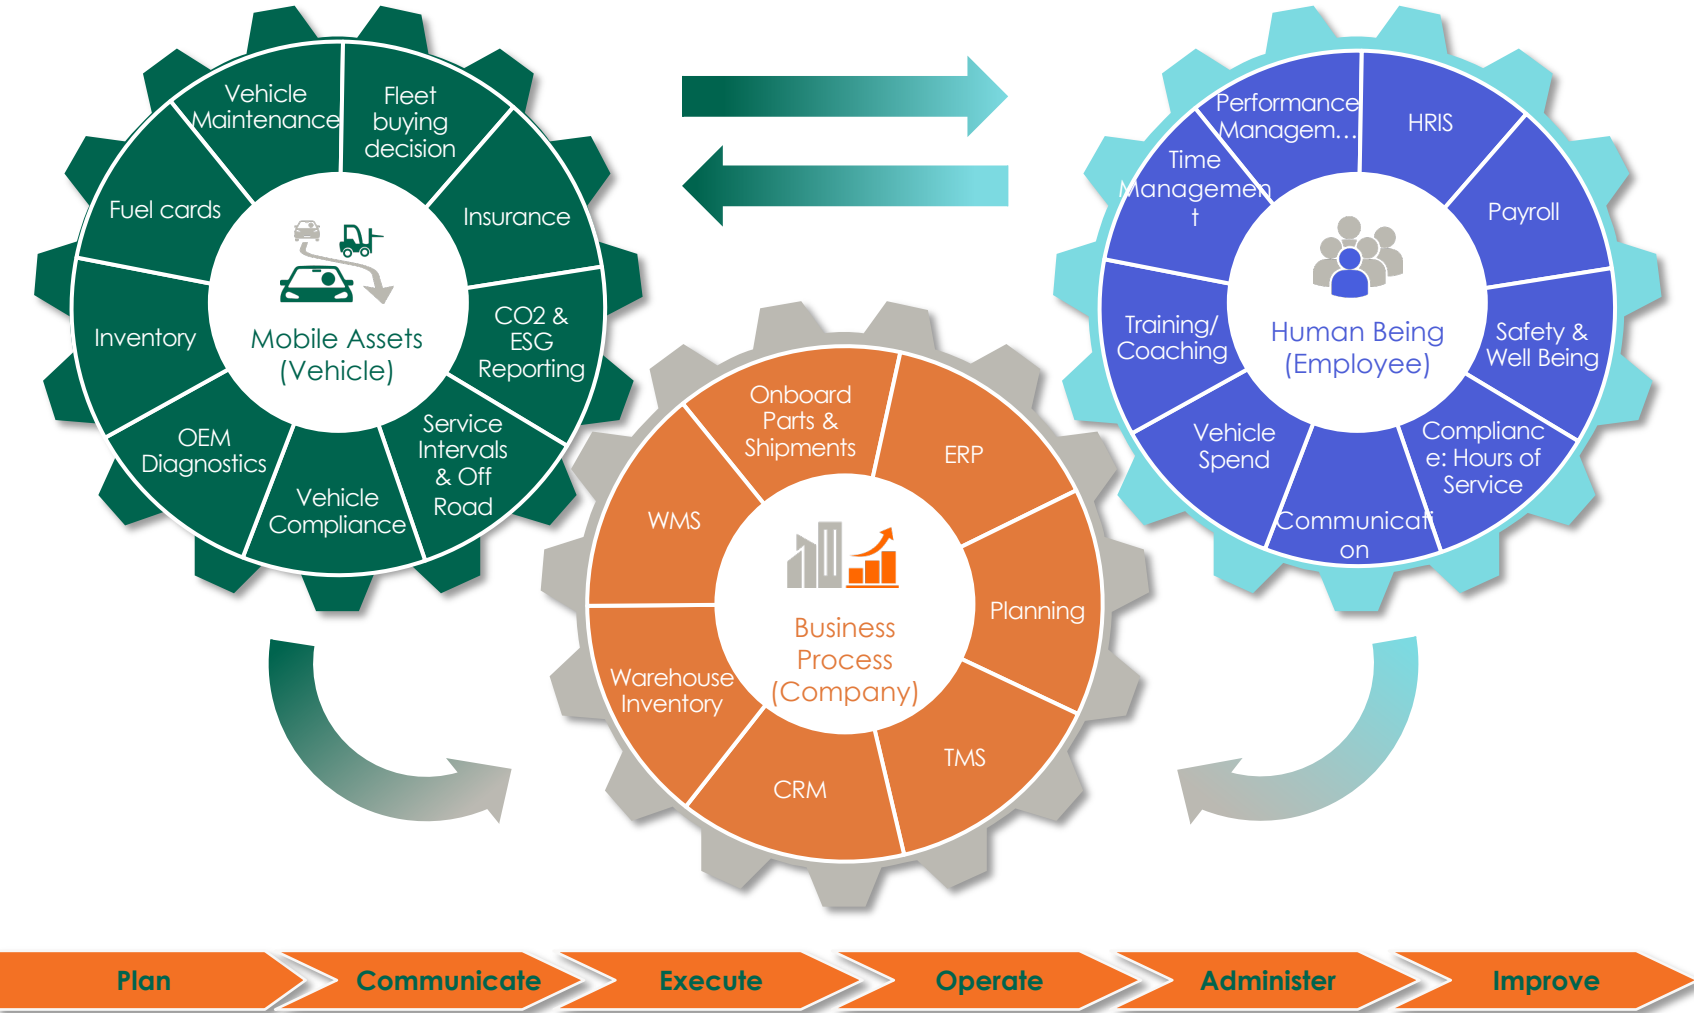 Vehicle
Maintenance
Fleet
buying
decision
Insurance
CO2 &
ESG
Reporting
Service
Intervals
& Off
Road
Vehicle
Compliance
OEM
Diagnostics
Inventory
Fuel cards
Mobile Assets
(Vehicle)
Performance
Managem...
HRIS
Payroll
Safety &
Well Being
Complianc
e: Hours of
Service
Communicati
on
Vehicle
Spend
Training/
Coaching
Time
Managemen
t
Human Being
(Employee)
Onboard
Parts &
Shipments
ERP
Planning
TMS
CRM
Warehouse
Inventory
WMS
Business
Process
(Company)
Plan
Communicate
Execute
Operate
Administer
Improve